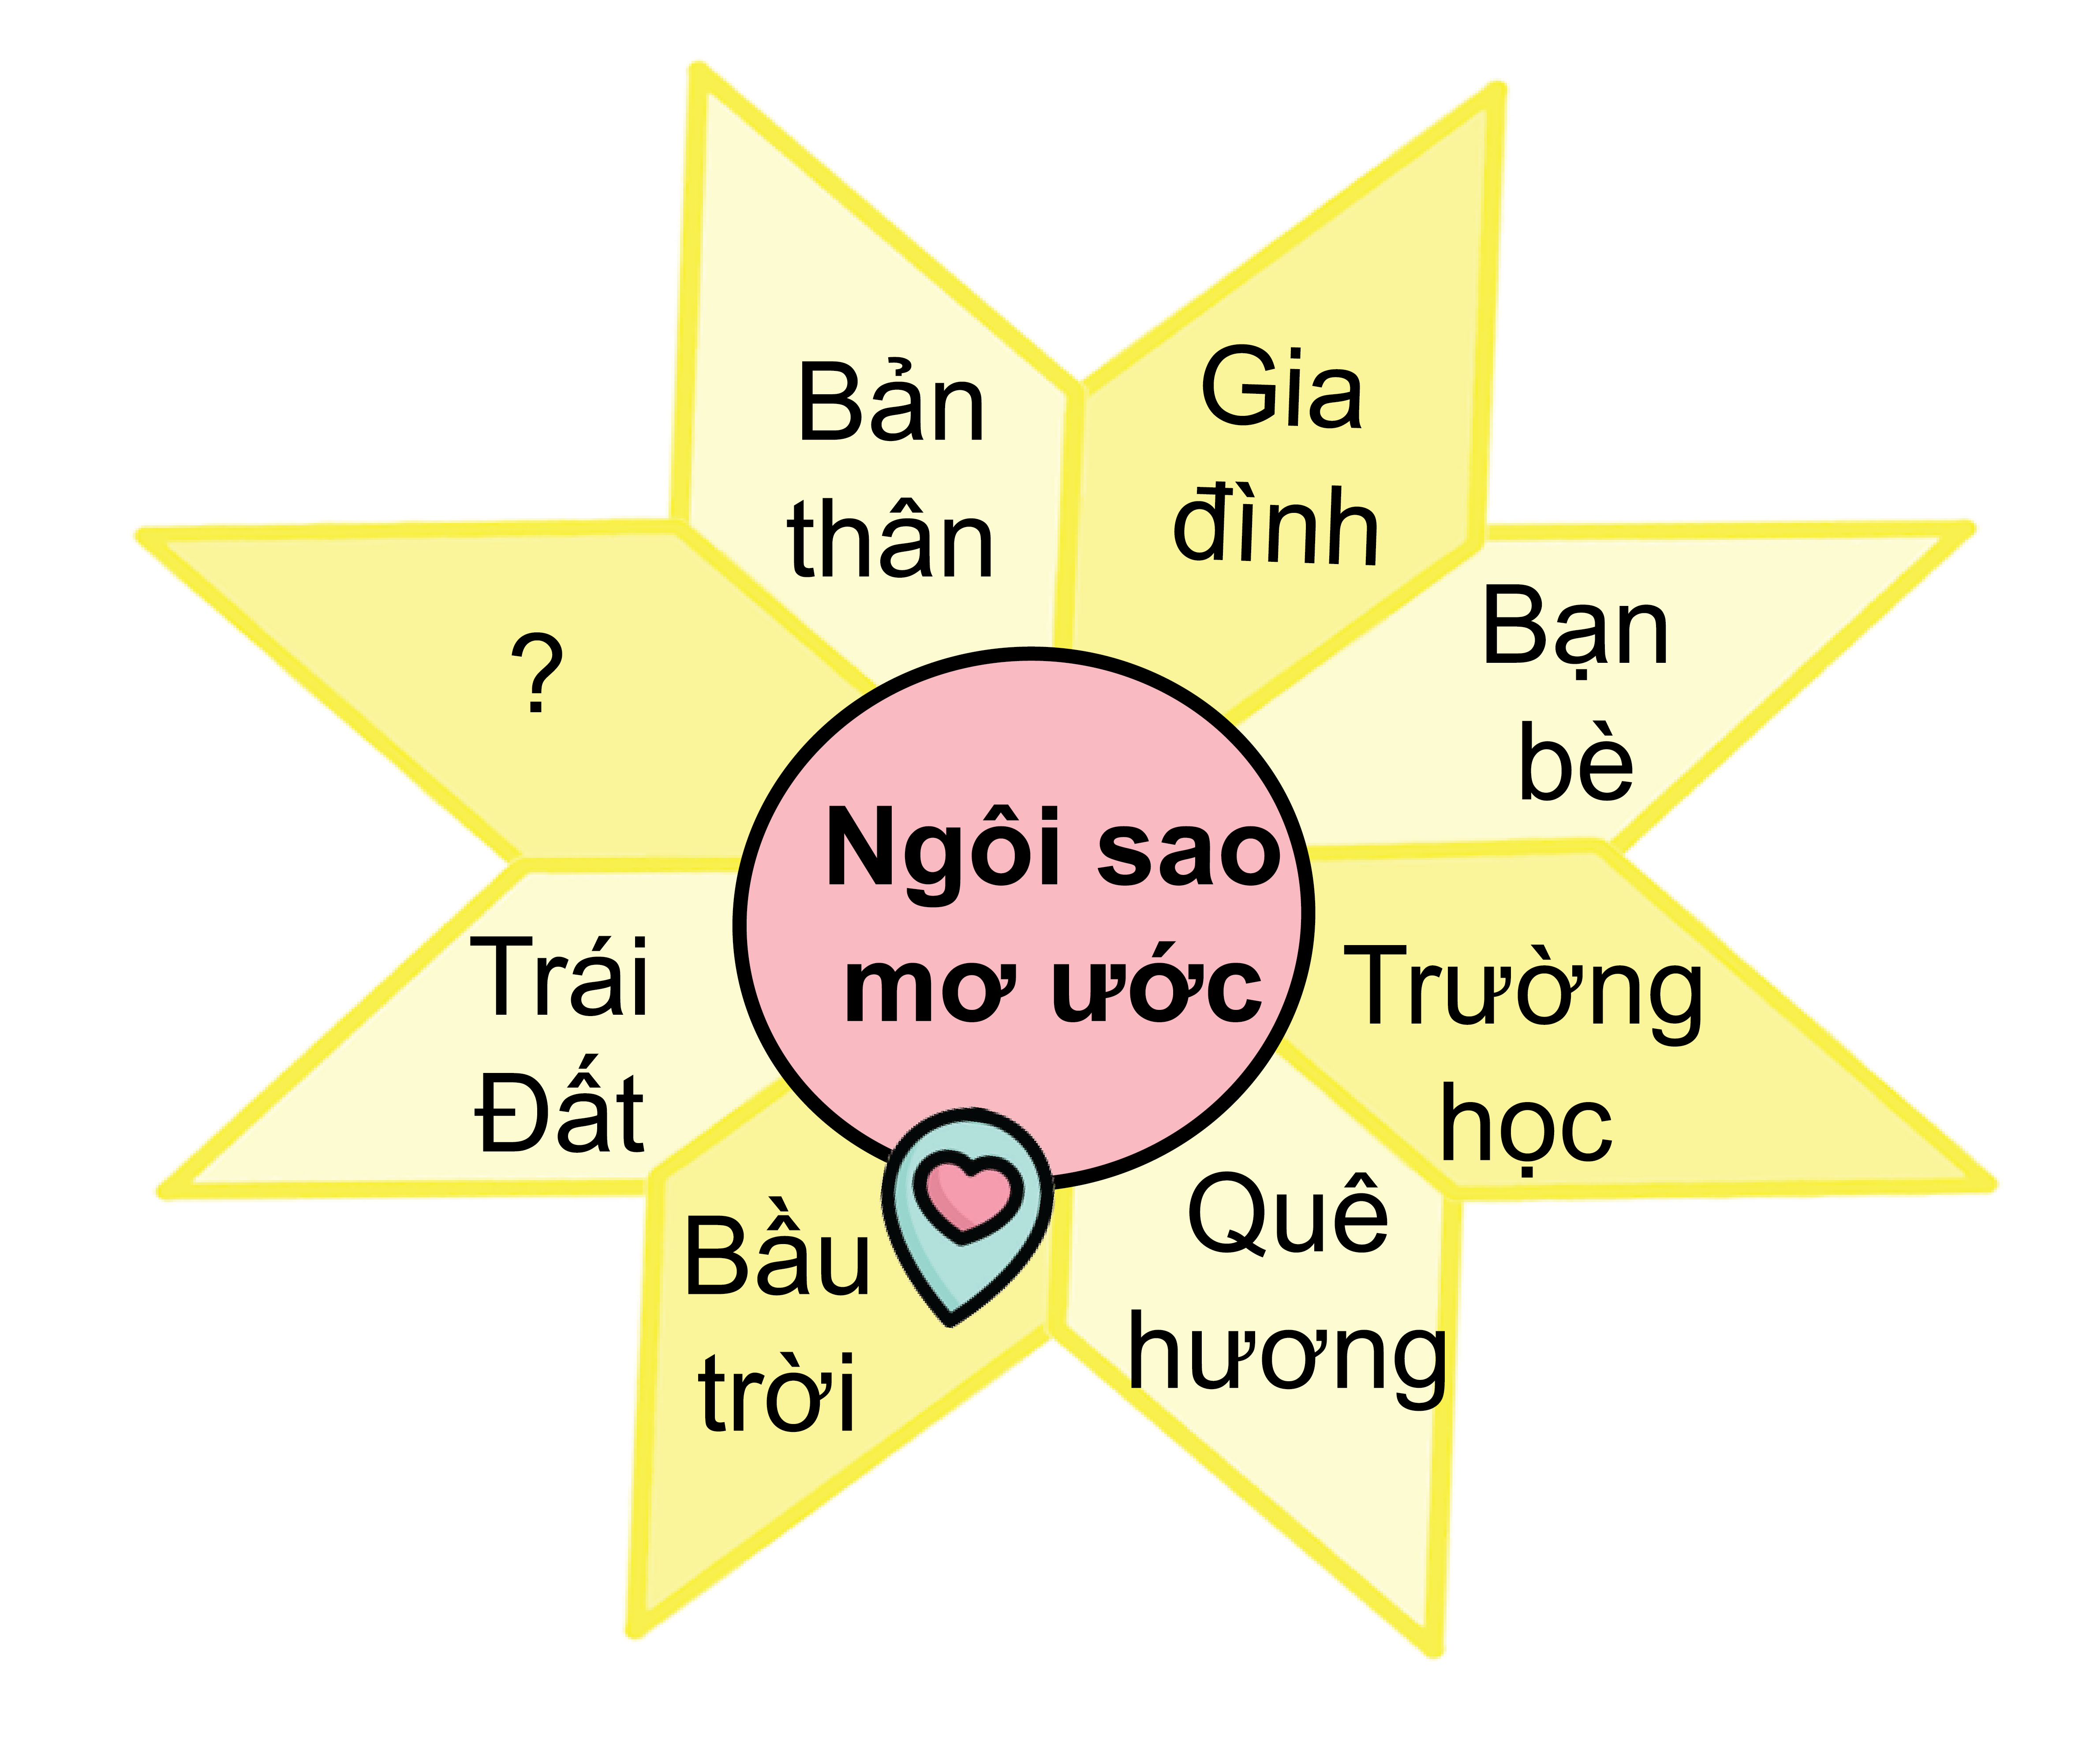 Ngôi sao
mơ ước
Bản
thân
Gia
đình
Bạn
bè
Trường
học
Quê
hương
Bầu
trời
Trái
Đất
?